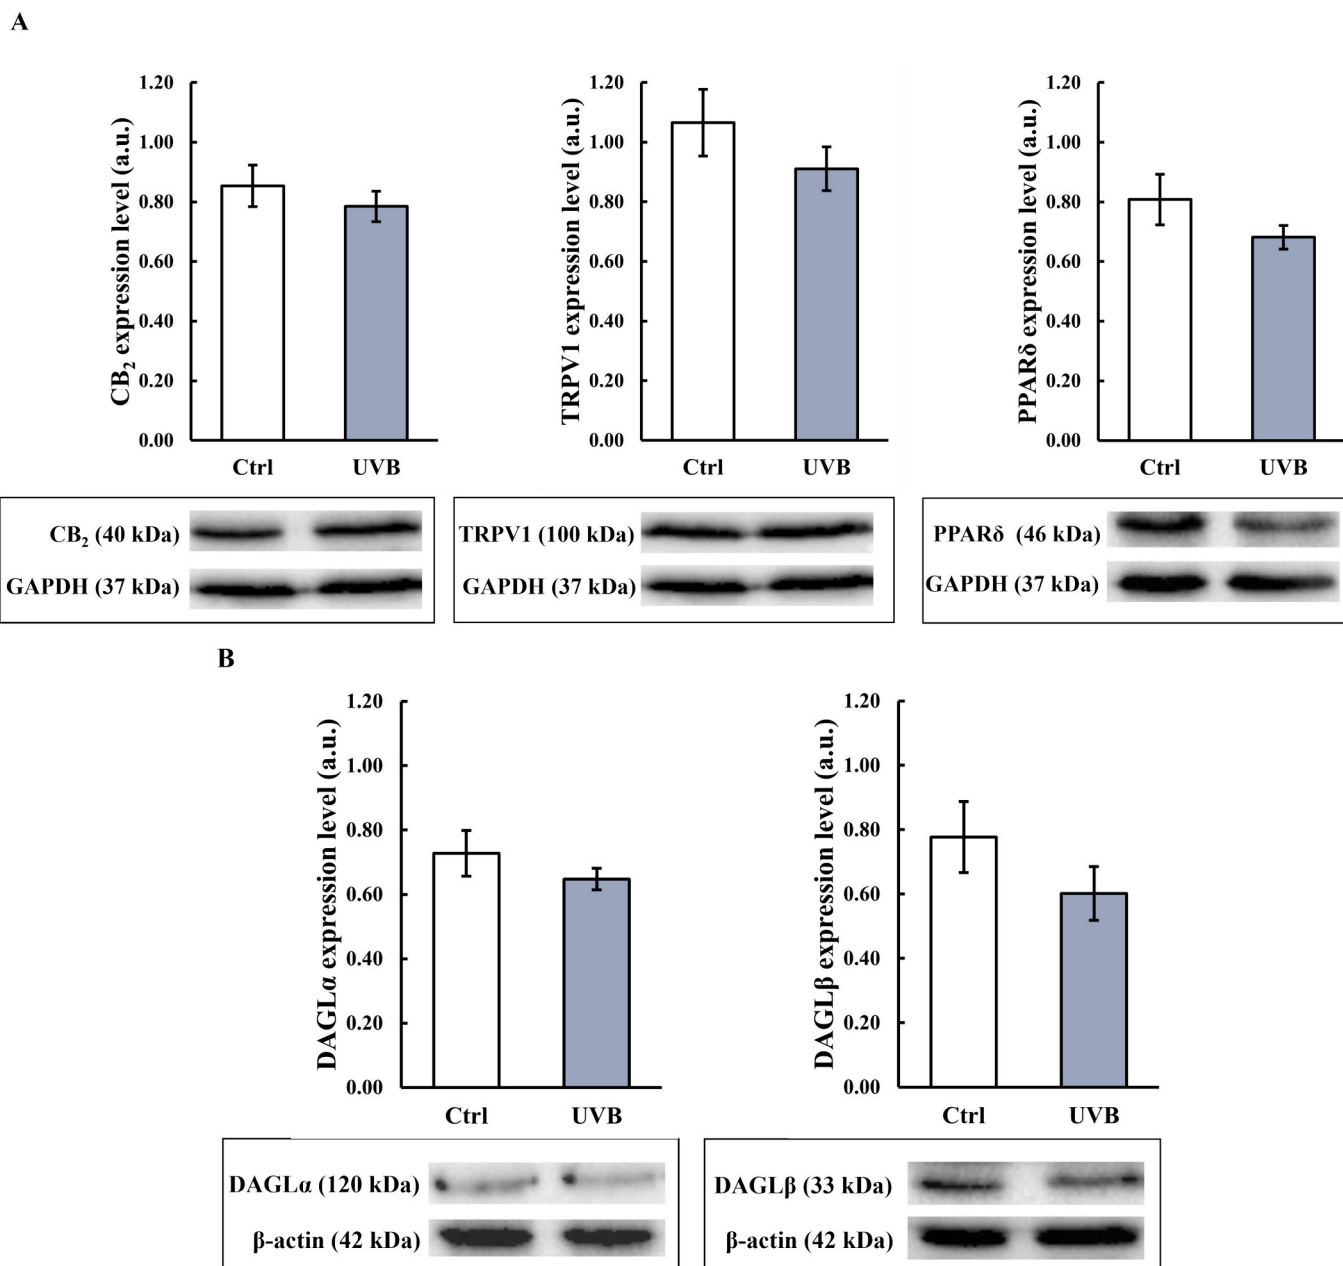 A
CB₂ expression level (a.u.)
1.20
1.00
0.80
0.60
0.40
0.20
0.00
Ctrl UVB
TRPV1 expression level (a.u.)
1.20
1.00
0.80
0.60
0.40
0.20
0.00
Ctrl UVB
PPARδ expression level (a.u.)
1.20
1.00
0.80
0.60
0.40
0.20
0.00
Ctrl UVB
CB₂ (40 kDa)
GAPDH (37 kDa)
TRPV1 (100 kDa)
GAPDH (37 kDa)
PPARδ (46 kDa)
GAPDH (37 kDa)
B
DAGLα expression level (a.u.)
1.20
1.00
0.80
0.60
0.40
0.20
0.00
Ctrl UVB
DAGLβ expression level (a.u.)
1.20
1.00
0.80
0.60
0.40
0.20
0.00
Ctrl UVB
DAGLα (120 kDa)
β-actin (42 kDa)
DAGLβ (33 kDa)
β-actin (42 kDa)